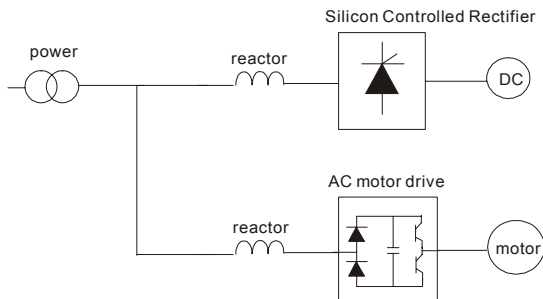 Silicon Controlled Rectifier
power
reactor
DC
AC motor drive
reactor
motor